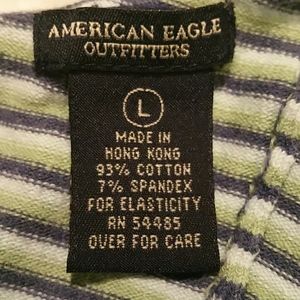 AMERICAN EAGLE
OUTFITTERS
L
MADE IN
HONG KONG
93% COTTON
7% SPANDEX
FOR ELASTICITY
RN 54485
OVER FOR CARE